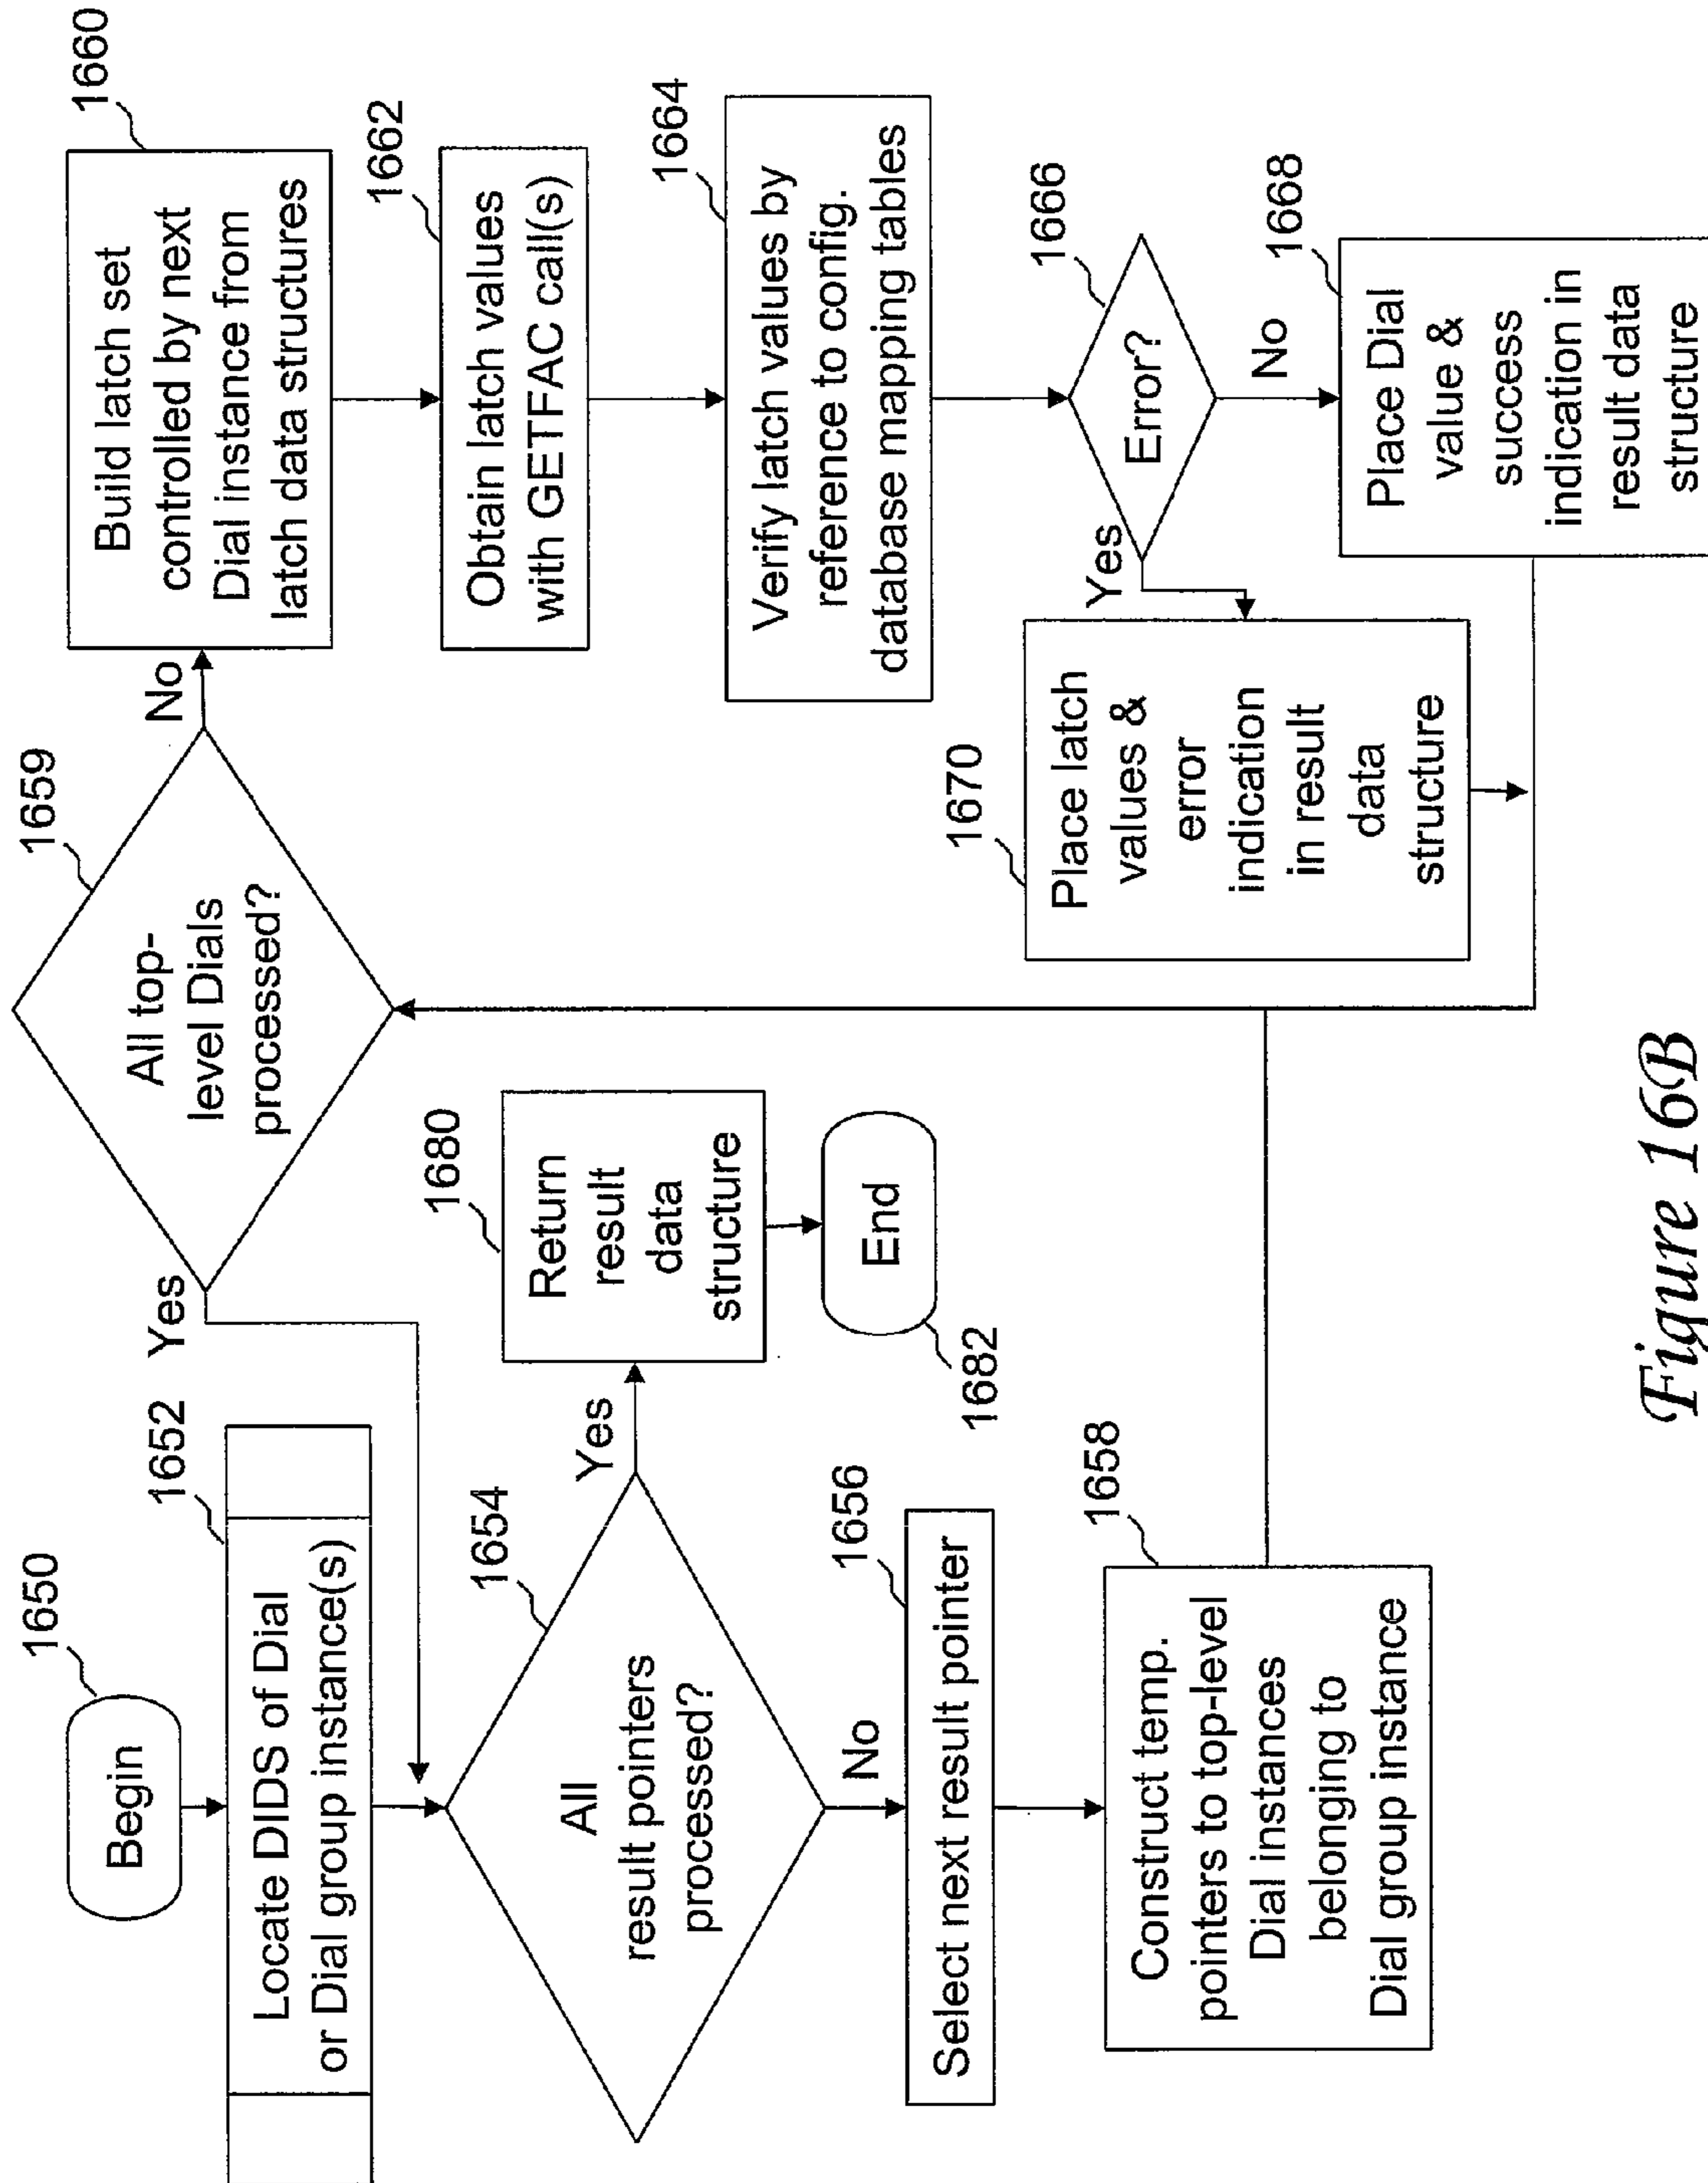 1650
Begin
1652
Locate DIDS of Dial
or Dial group instance(s)
1654
All
result pointers
processed?
Yes
No
1656
Select next result pointer
1658
Construct temp.
pointers to top-level
Dial instances
belonging to
Dial group instance
1680
Return
result
data
structure
End
1682
1659
All top-
level Dials
processed?
Yes
No
1660
Build latch set
controlled by next
Dial instance from
latch data structures
1662
Obtain latch values
with GETFAC call(s)
1664
Verify latch values by
reference to config.
database mapping tables
1666
Error?
Yes
No
1668
Place Dial
value &
success
indication in
result data
structure
1670
Place latch
values &
error
indication
in result
data
structure
Figure 16B